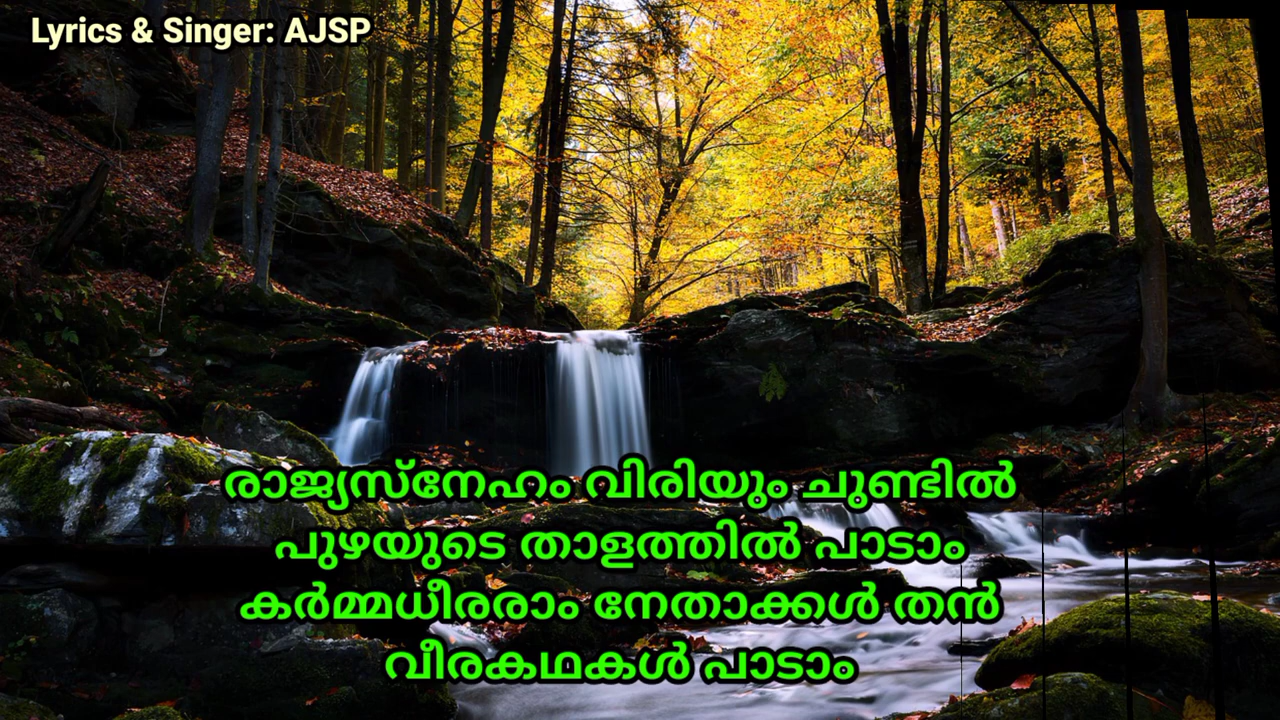 Lyrics & Singer: AJSP
രാജ്യസ്നേഹം വിരിയും ചുണ്ടിൽ
പുഴയുടെ താളത്തിൽ പാടാം
കർമ്മധീരരാം നേതാക്കൾ തൻ
വീരകഥകൾ പാടാം